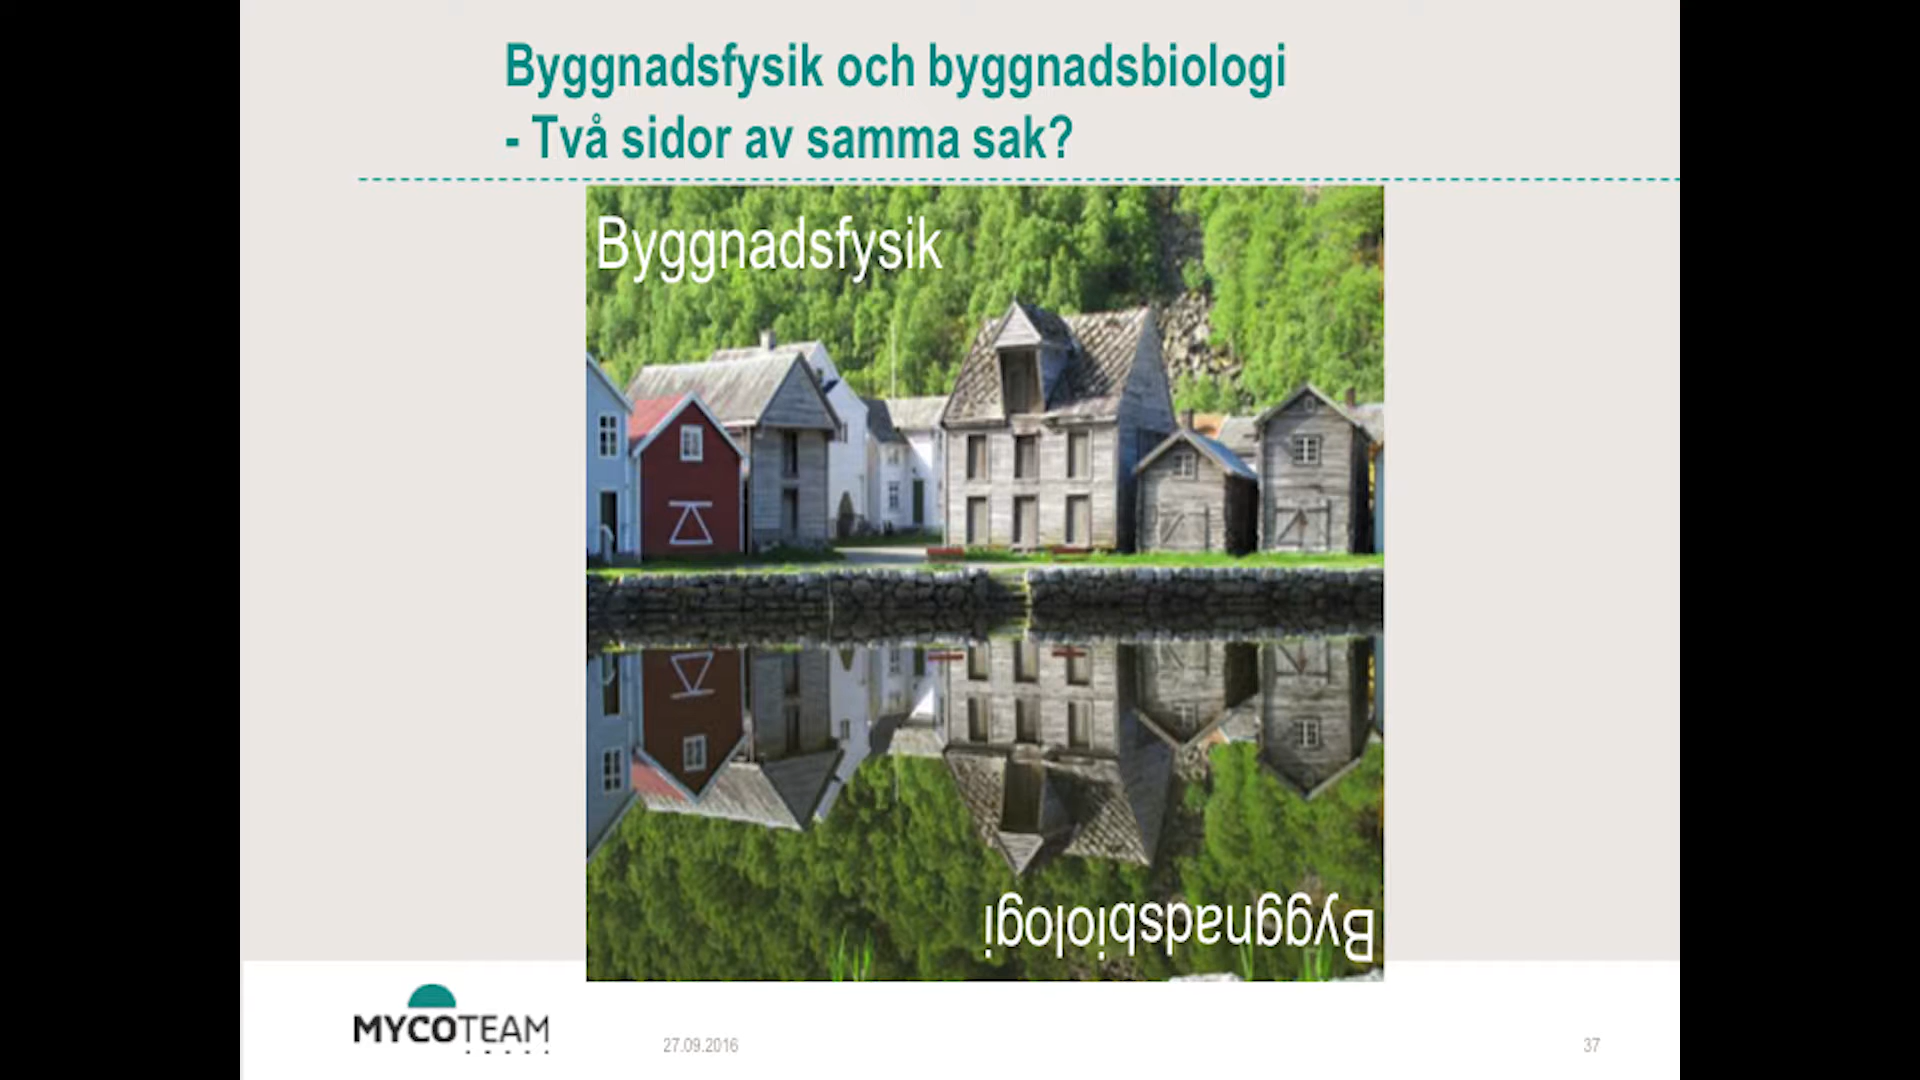 Byggnadsfysik och byggnadsbiologi
- Två sidor av samma sak?
Byggnadsfysik
Byggnadsbiologi
MYCOTEAM
27.09.2016
37